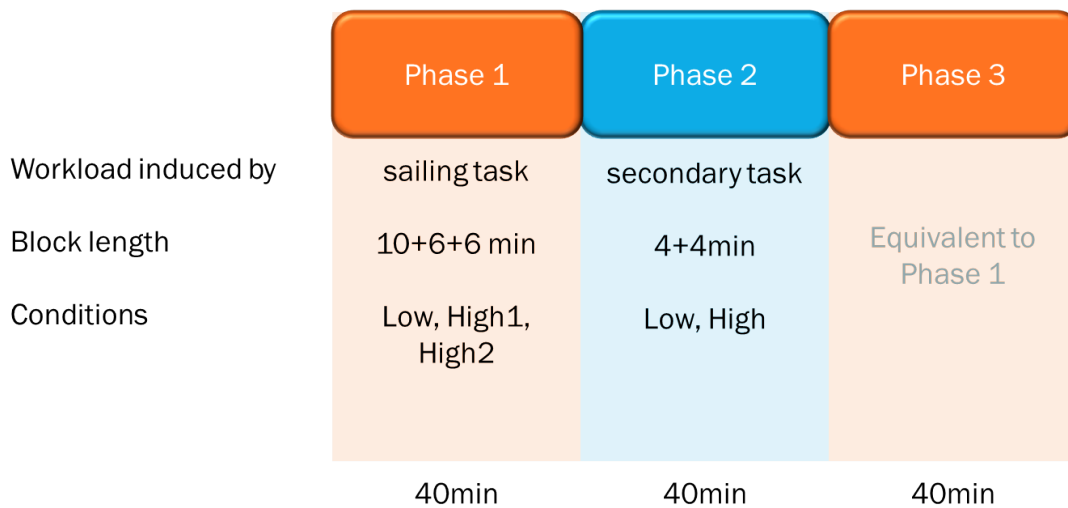 Phase 1
Phase 2
Phase 3
Workload induced by
sailing task
secondary task
Block length
10+6+6 min
4+4min
Equivalent to
Phase 1
Conditions
Low, High1,
High2
Low, High
40min
40min
40min